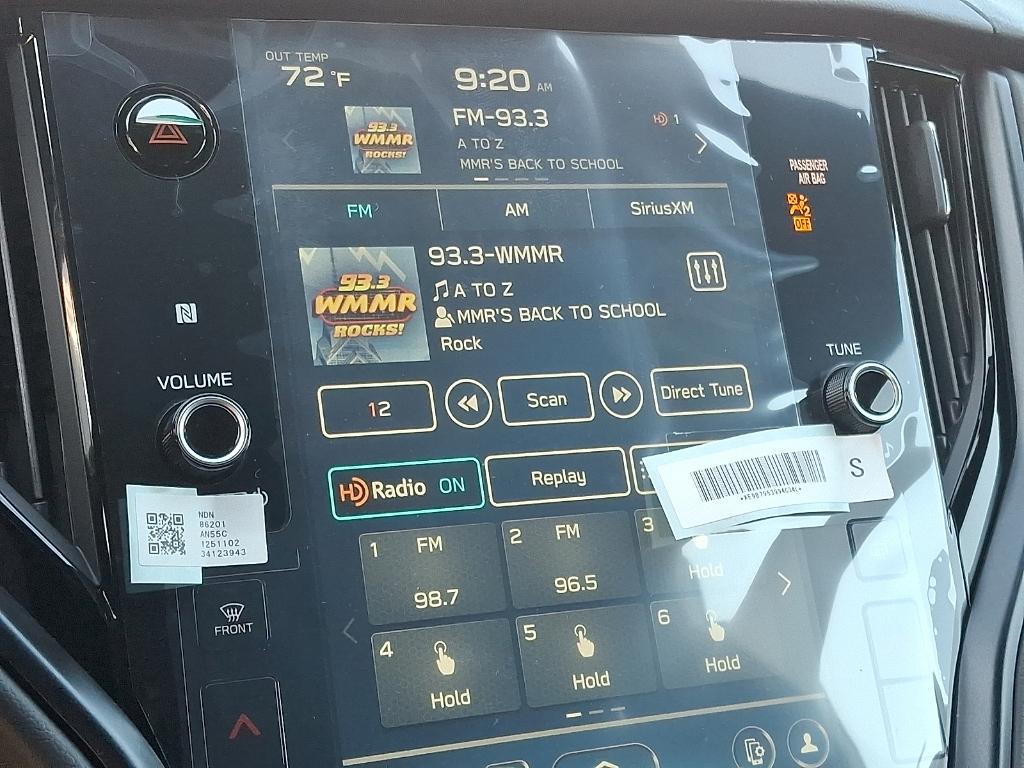 OUT TEMP
72 °F
9:20 AM
93.3
WMMR
ROCKS!
FM-93.3
A TO Z
MMR'S BACK TO SCHOOL
HD 1
PASSENGER
AIR BAG
2
OFF
FM
AM
SiriusXM
93.3
WMMR
ROCKS!
93.3-WMMR
A TO Z
MMR'S BACK TO SCHOOL
Rock
N
VOLUME
TUNE
12
Scan
Direct Tune
HD Radio ON
Replay
S
NDN
86201
AN55C
1251102
34123943
FRONT
1 FM
98.7
2 FM
96.5
3
Hold
4
Hold
5
Hold
6
Hold